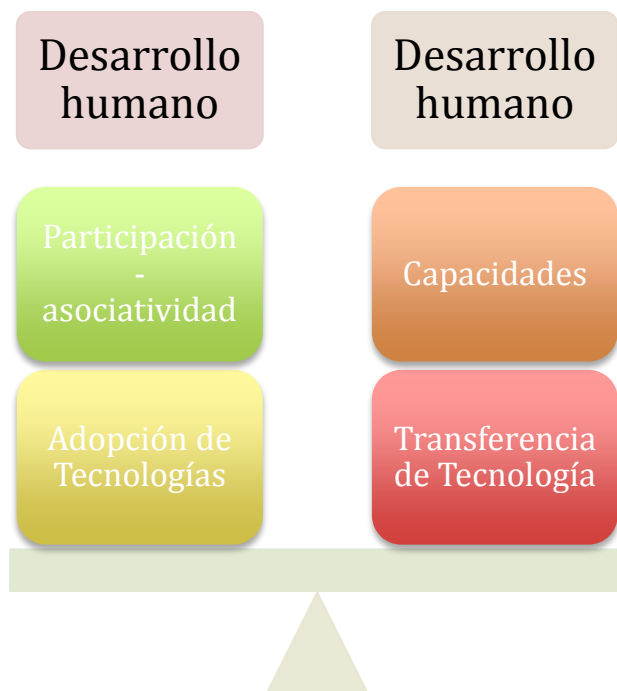 Desarrollo
humano
Desarrollo
humano
Participación
-
asociatividad
Capacidades
Adopción de
Tecnologías
Transferencia
de Tecnología